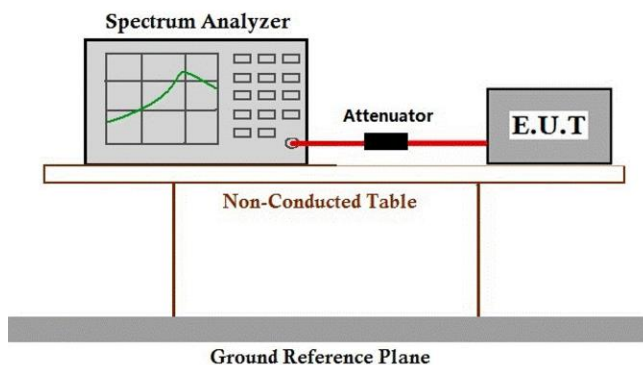 Spectrum Analyzer
Attenuator
E.U.T
Non-Conducted Table
Ground Reference Plane